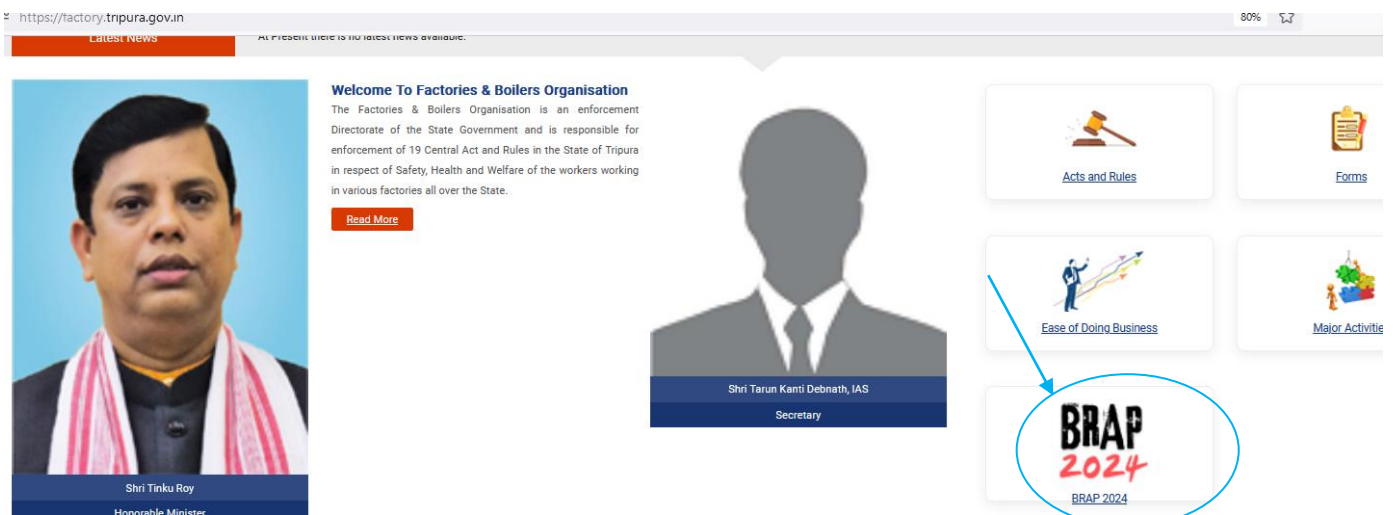 https://factory.tripura.gov.in
80%
Latest News
At Present there is no latest news available.
Welcome To Factories & Boilers Organisation
The Factories & Boilers Organisation is an enforcement
Directorate of the State Government and is responsible for
enforcement of 19 Central Act and Rules in the State of Tripura
in respect of Safety, Health and Welfare of the workers working
in various factories all over the State.
Read More
Shri Tinku Roy
Honorable Minister
Shri Tarun Kanti Debnath, IAS
Secretary
Acts and Rules
Forms
Ease of Doing Business
Major Activitie
BRAP
2024
BRAP 2024